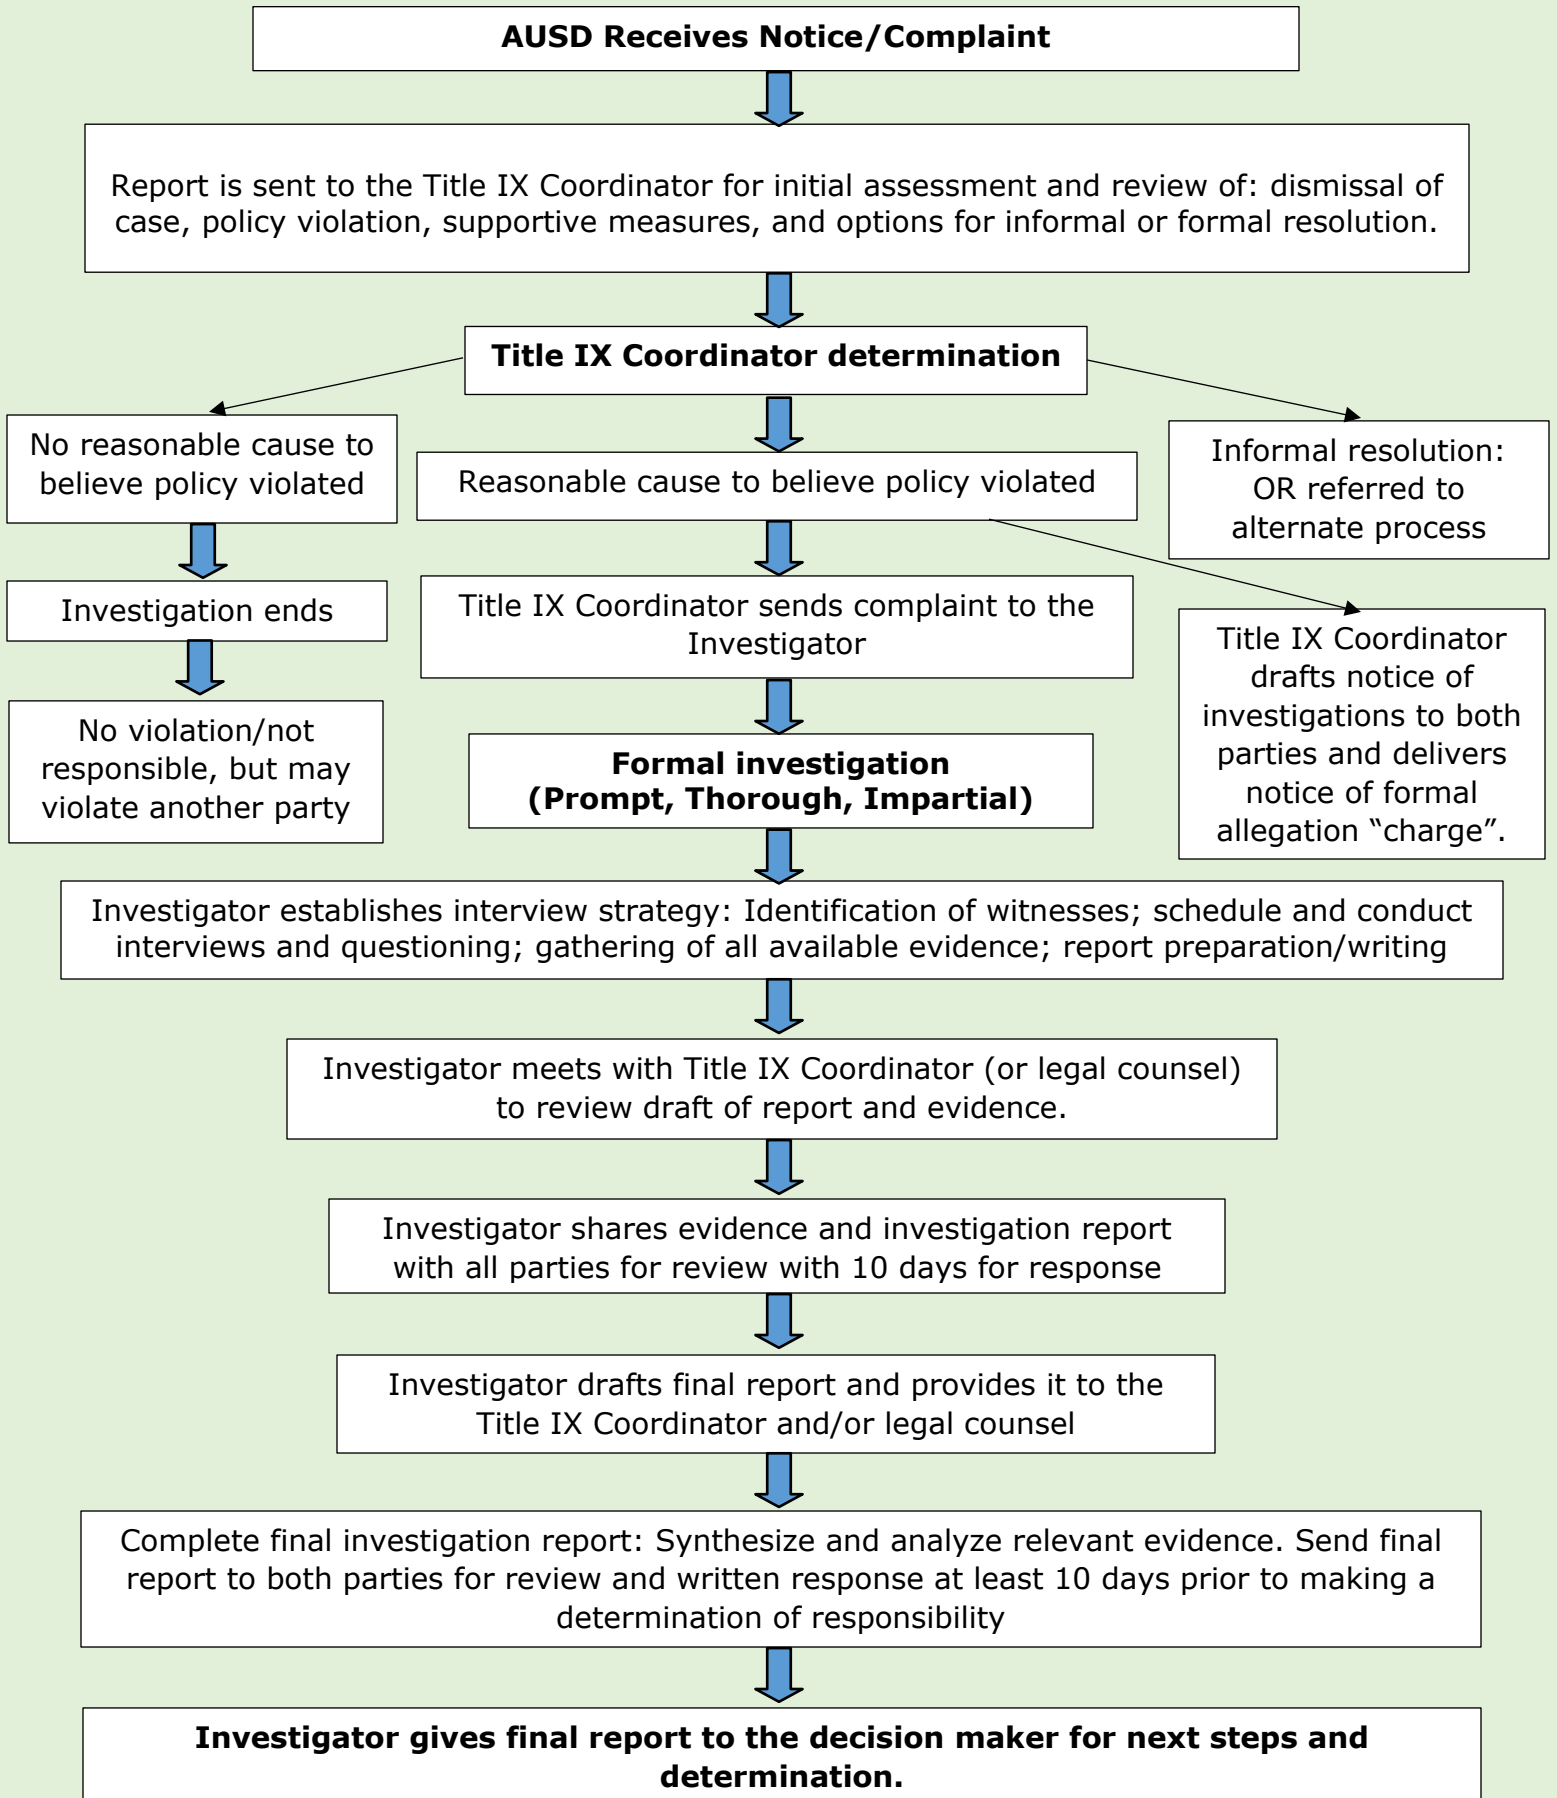 AUSD Receives Notice/Complaint
Report is sent to the Title IX Coordinator for initial assessment and review of: dismissal of
case, policy violation, supportive measures, and options for informal or formal resolution.
Title IX Coordinator determination
No reasonable cause to
believe policy violated
Reasonable cause to believe policy violated
Informal resolution:
OR referred to
alternate process
Investigation ends
Title IX Coordinator sends complaint to the
Investigator
Title IX Coordinator
drafts notice of
investigations to both
parties and delivers
notice of formal
allegation “charge”.
No violation/not
responsible, but may
violate another party
Formal investigation
(Prompt, Thorough, Impartial)
Investigator establishes interview strategy: Identification of witnesses; schedule and conduct
interviews and questioning; gathering of all available evidence; report preparation/writing
Investigator meets with Title IX Coordinator (or legal counsel)
to review draft of report and evidence.
Investigator shares evidence and investigation report
with all parties for review with 10 days for response
Investigator drafts final report and provides it to the
Title IX Coordinator and/or legal counsel
Complete final investigation report: Synthesize and analyze relevant evidence. Send final
report to both parties for review and written response at least 10 days prior to making a
determination of responsibility
Investigator gives final report to the decision maker for next steps and
determination.